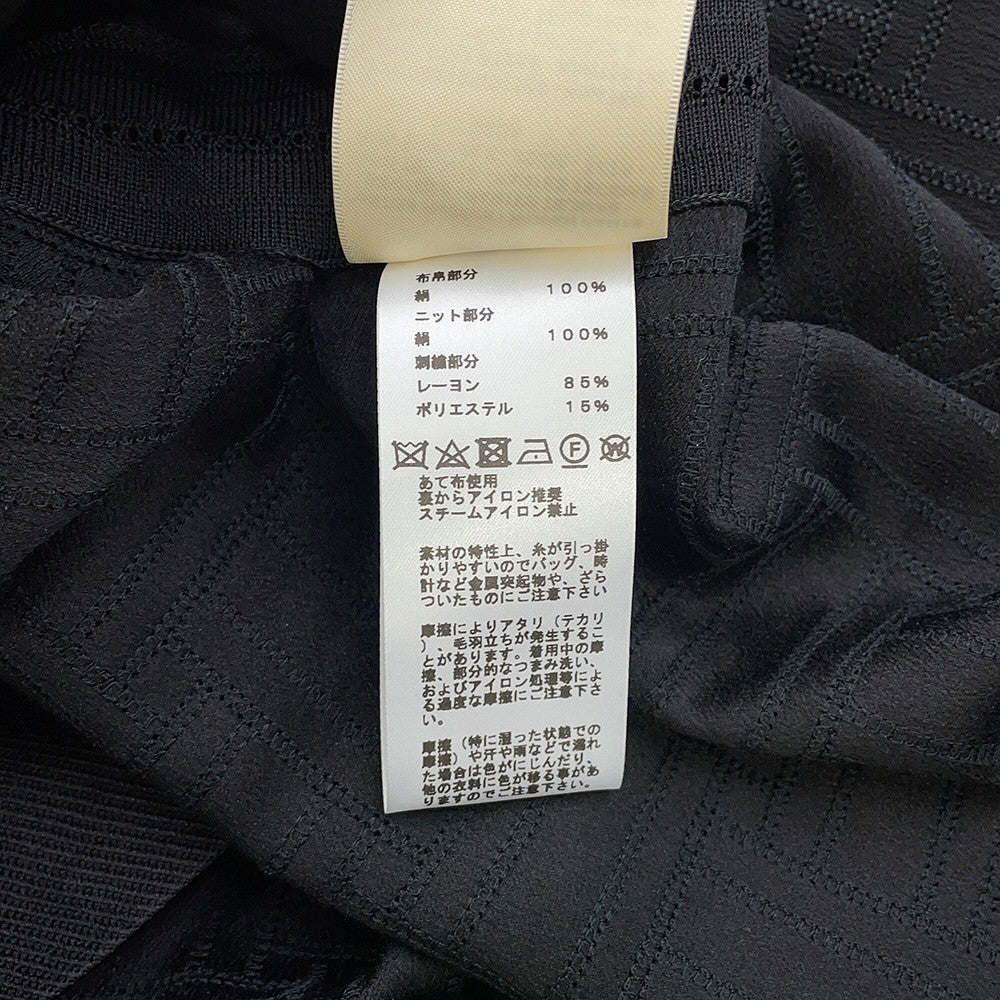 布帛部分
絹 100%
ニット部分
絹 100%
刺繍部分
レーヨン 85%
ポリエステル 15%
F W
あて布使用
裏からアイロン推奨
スチームアイロン禁止
素材の特性上、糸が引っ掛
かりやすいのでバッグ、時
計など金属突起物や、ざら
ついたものにご注意下さい
摩擦によりアタリ（テカリ
）、毛羽立ちが発生するこ
とがあります。着用中の摩
擦、部分的なつまみ洗い、
およびアイロン処理等によ
る過度な摩擦にご注意下さ
い。
摩擦（特に湿った状態での
摩擦）や汗や雨などで濡れ
た場合は色がにじんだり、
他の衣料に色が移る事があ
りますのでご注意下さい。